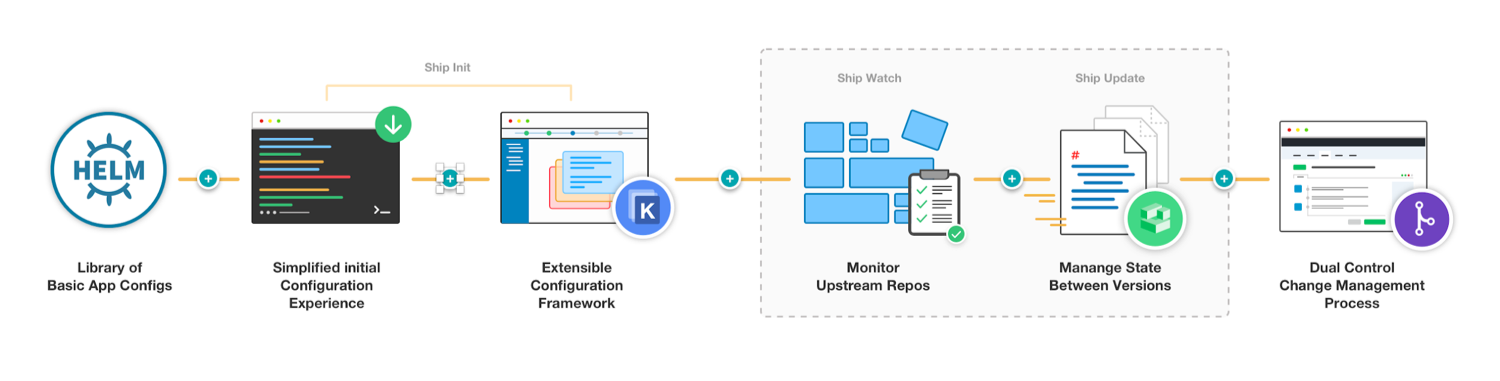 Ship Init
Ship Watch
Ship Update
HELM
#
K
Library of
Basic App Configs
Simplified initial
Configuration
Experience
Extensible
Configuration
Framework
Monitor
Upstream Repos
Manange State
Between Versions
Dual Control
Change Management
Process